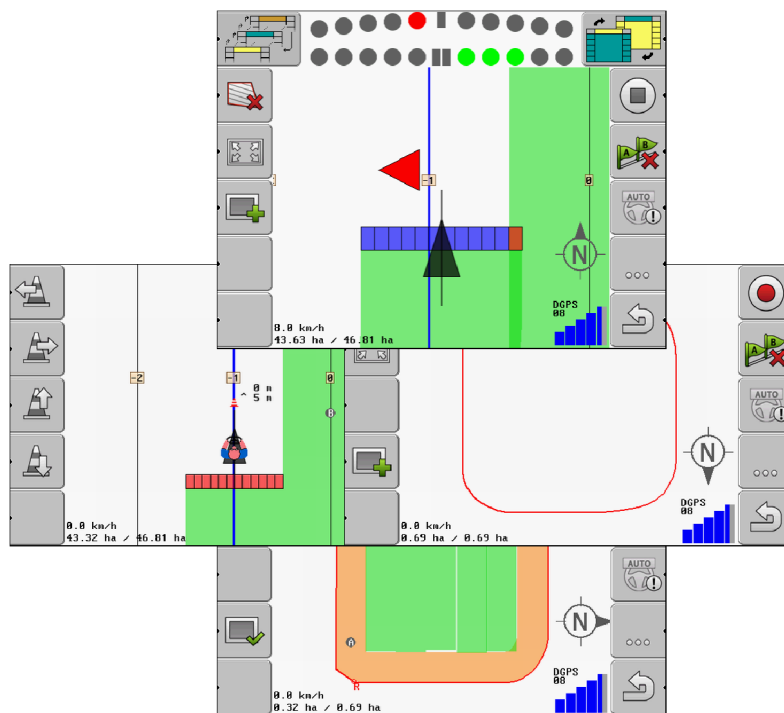 A B
-1
0
AUTO
N
DGPS
08
8.0 km/h
43.63 ha / 46.81 ha
-2
-1
0
0 m
^ 5 m
B
0.0 km/h
43.32 ha / 46.81 ha
A B
AUTO
N
DGPS
08
0.0 km/h
0.69 ha / 0.69 ha
AUTO
N
A
R
DGPS
08
0.0 km/h
0.32 ha / 0.69 ha